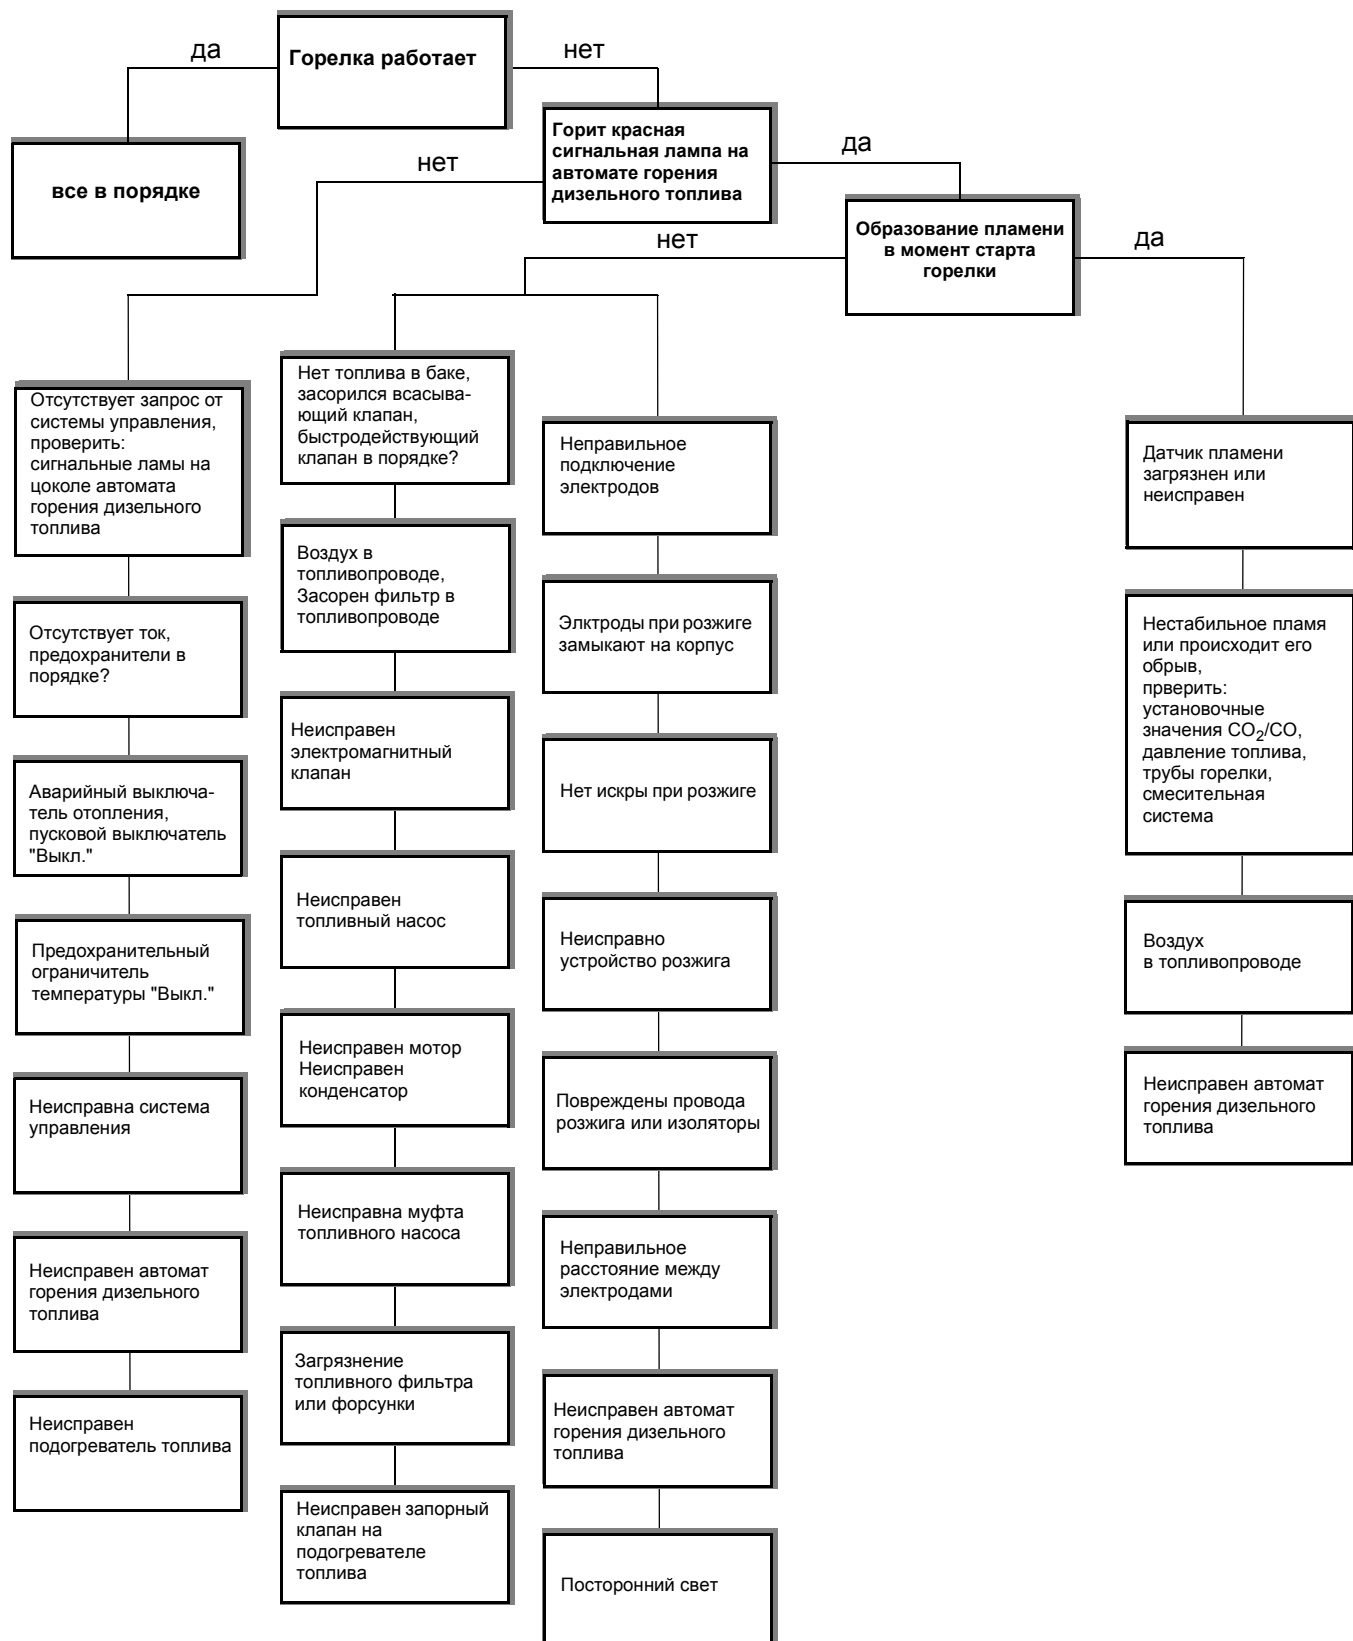 да
Горелка работает
нет
все в порядке
Горит красная
сигнальная лампа на
автомате горения
дизельного топлива
нет
да
Образование пламени
в момент старта
горелки
нет
да
Отсутствует запрос от
системы управления,
проверить:
сигнальные ламы на
цоколе автомата
горения дизельного
топлива
Отсутствует ток,
предохранители в
порядке?
Аварийный выключа-
тель отопления,
пусковой выключатель
"Выкл."
Предохранительный
ограничитель
температуры "Выкл."
Неисправна система
управления
Неисправен автомат
горения дизельного
топлива
Неисправен
подогреватель топлива
Нет топлива в баке,
засорился всасыва-
ющий клапан,
быстродействующий
клапан в порядке?
Воздух в
топливопроводе,
Засорен фильтр в
топливопроводе
Неисправен
электромагнитный
клапан
Неисправен
топливный насос
Неисправен мотор
Неисправен
конденсатор
Неисправна муфта
топливного насоса
Загрязнение
топливного фильтра
или форсунки
Неисправен запорный
клапан на
подогревателе
топлива
Неправильное
подключение
электродов
Элктроды при розжиге
замыкают на корпус
Нет искры при розжиге
Неисправно
устройство розжига
Повреждены провода
розжига или изоляторы
Неправильное
расстояние между
электродами
Неисправен автомат
горения дизельного
топлива
Посторонний свет
Датчик пламени
загрязнен или
неисправен
Нестабильное пламя
или происходит его
обрыв,
прверить:
установочные
значения CO₂/CO,
давление топлива,
трубы горелки,
смесительная
система
Воздух
в топливопроводе
Неисправен автомат
горения дизельного
топлива